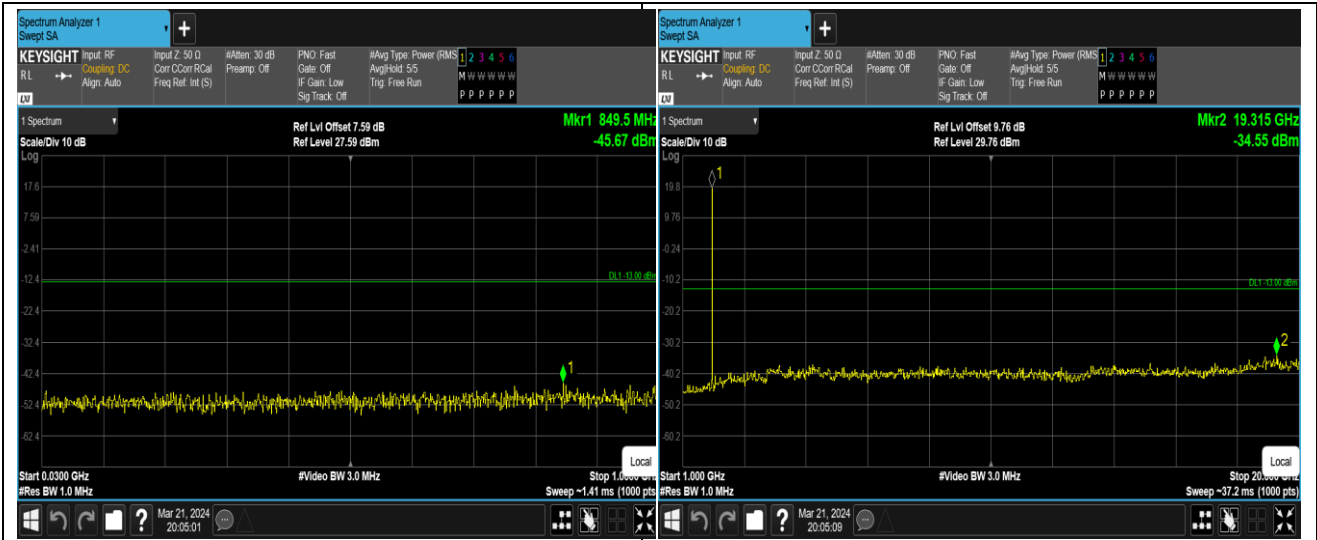 Spectrum Analyzer 1
Swept SA
+
KEYSIGHT
RL
LXI
Input: RF
Coupling: DC
Align: Auto
Input Z: 50 Ω
Corr CCorr RCal
Freq Ref: Int (S)
#Atten: 30 dB
Preamp: Off
PNO: Fast
Gate: Off
IF Gain: Low
Sig Track: Off
#Avg Type: Power (RMS
Avg|Hold: 5/5
Trig: Free Run
1 2 3 4 5 6
M W W W W W
P P P P P P
1 Spectrum
Scale/Div 10 dB
Log
Ref Lvl Offset 7.59 dB
Ref Level 27.59 dBm
Mkr1 849.5 MHz
-45.67 dBm
17.6
7.59
-2.41
-12.4
DL1 -13.00 dBm
-22.4
-32.4
-42.4
1
-52.4
-62.4
Local
Start 0.0300 GHz
#Video BW 3.0 MHz
#Res BW 1.0 MHz
Sweep ~1.41 ms (1000 pts)
?
Mar 21, 2024
20:05:01
Spectrum Analyzer 1
Swept SA
+
KEYSIGHT
RL
LXI
Input: RF
Coupling: DC
Align: Auto
Input Z: 50 Ω
Corr CCorr RCal
Freq Ref: Int (S)
#Atten: 30 dB
Preamp: Off
PNO: Fast
Gate: Off
IF Gain: Low
Sig Track: Off
#Avg Type: Power (RMS
Avg|Hold: 5/5
Trig: Free Run
1 2 3 4 5 6
M W W W W W
P P P P P P
1 Spectrum
Scale/Div 10 dB
Log
Ref Lvl Offset 9.76 dB
Ref Level 29.76 dBm
Mkr2 19.315 GHz
-34.55 dBm
1
19.8
9.76
-0.24
-10.2
DL1 -13.00 dBm
-20.2
-30.2
2
-40.2
-50.2
-60.2
Local
Start 1.000 GHz
#Video BW 3.0 MHz
#Res BW 1.0 MHz
Sweep ~37.2 ms (1000 pts)
?
Mar 21, 2024
20:05:09